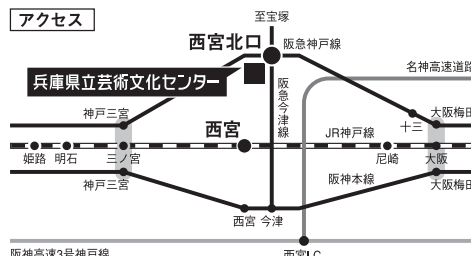 アクセス
至宝塚
西宮北口
阪急神戸線
兵庫県立芸術文化センター
名神高速道路
阪急今津線
神戸三宮
西宮
十三
大阪梅田
JR神戸線
姫路
明石
三ノ宮
尼崎
大阪
神戸三宮
阪神本線
大阪梅田
西宮
今津
阪神高速3号神戸線
西宮I.C